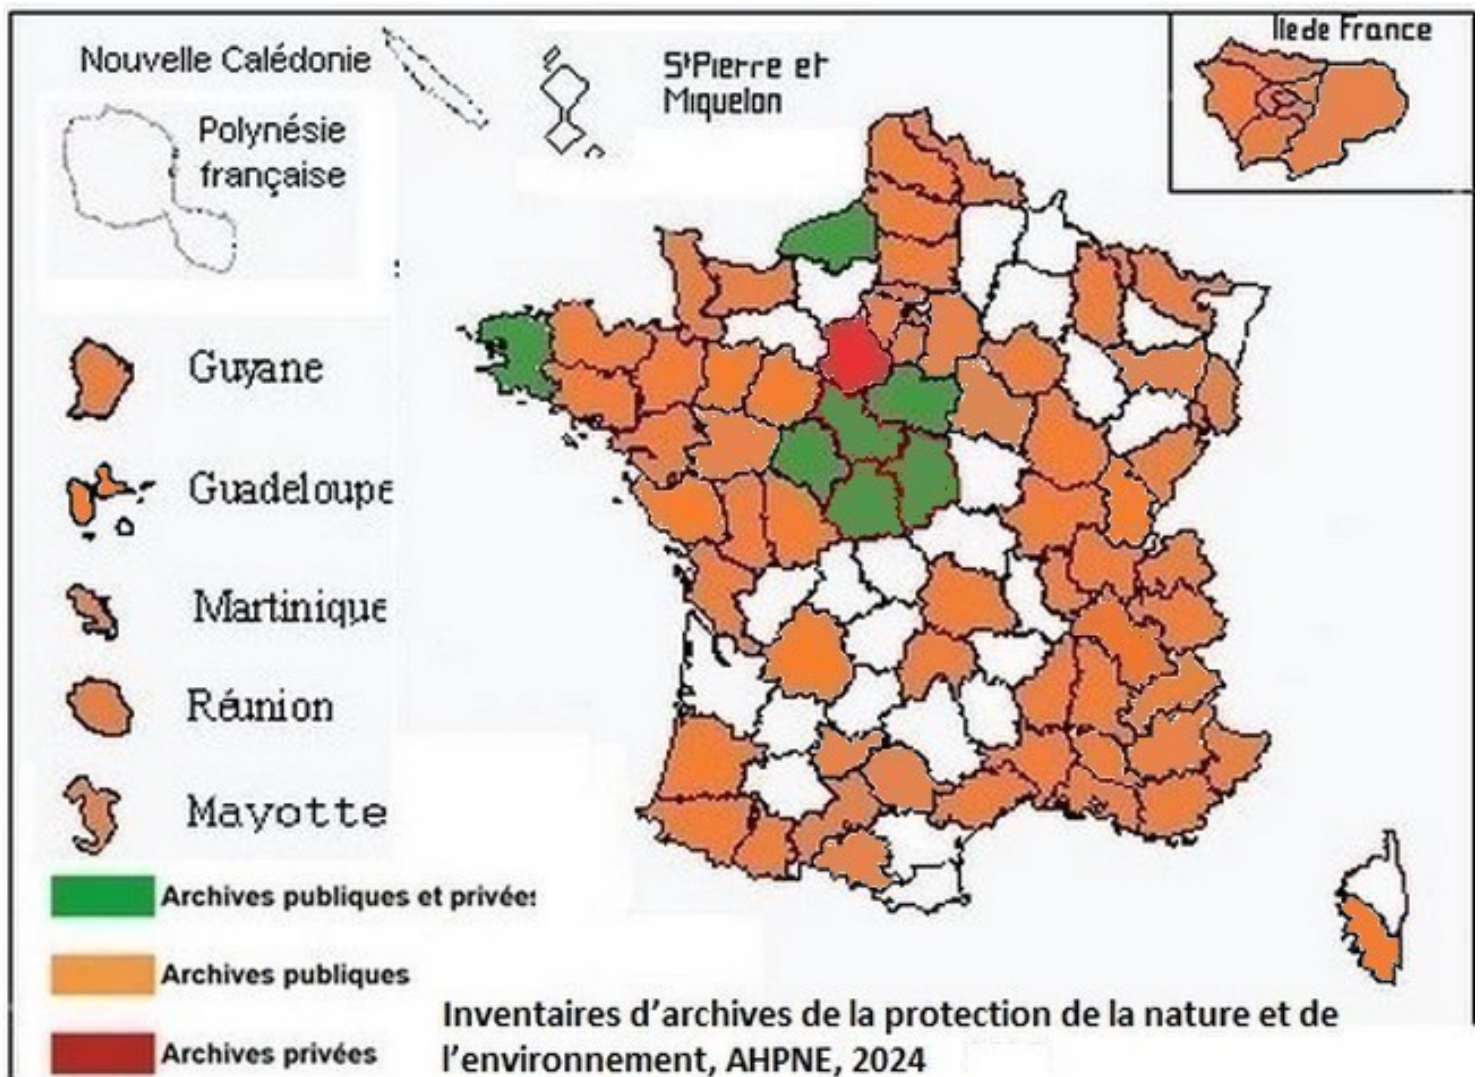 Nouvelle Calédonie
Polynésie
française
St Pierre et
Miquelon
Ile de France
Guyane
Guadeloupe
Martinique
Réunion
Mayotte
Archives publiques et privées
Archives publiques
Archives privées
Inventaires d'archives de la protection de la nature et de
l'environnement, AHPNE, 2024